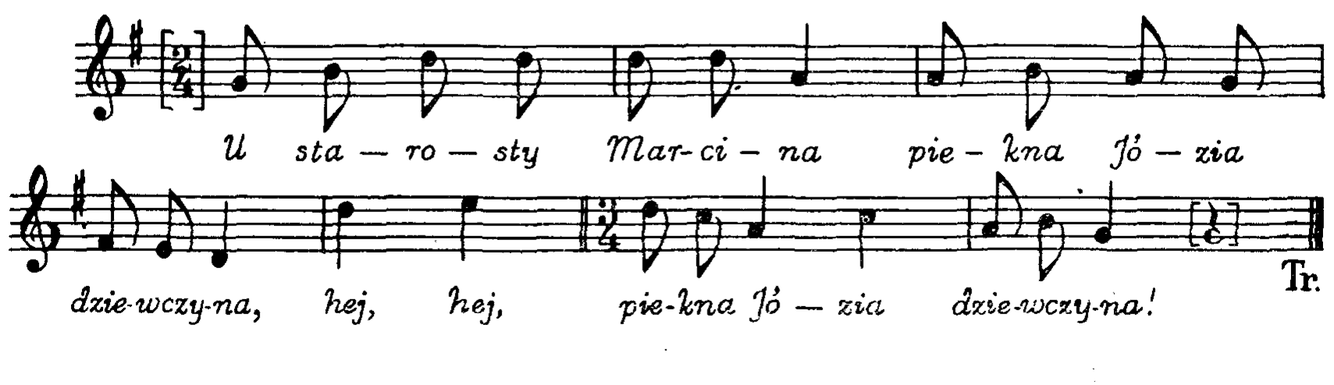 U sta — ro — sty Mar-ci — na pie — kna Jó — zia
dzie-wczy-na, hej, hej, pie-kna Jó — zia dzie-wczy-na!
Tr.